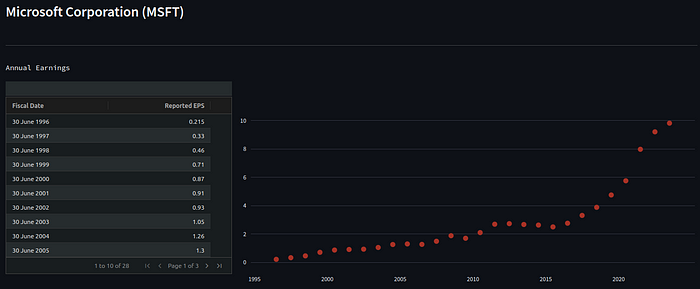 Microsoft Corporation (MSFT)
Annual Earnings
Fiscal Date Reported EPS
30 June 1996 0.215
30 June 1997 0.33
30 June 1998 0.46
30 June 1999 0.71
30 June 2000 0.87
30 June 2001 0.91
30 June 2002 0.93
30 June 2003 1.05
30 June 2004 1.26
30 June 2005 1.3
1 to 10 of 28 Page 1 of 3
10
8
6
4
2
0
1995 2000 2005 2010 2015 2020